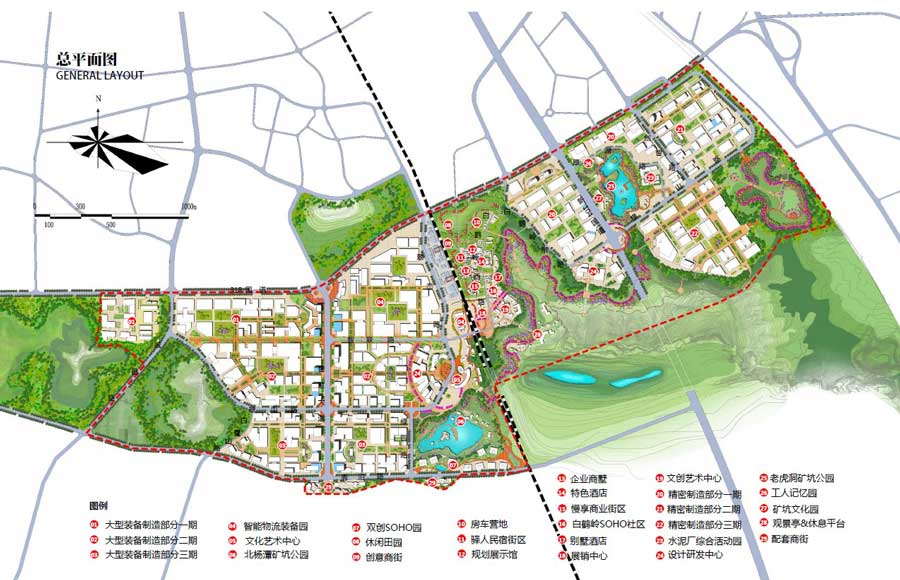 总平面图
GENERAL LAYOUT
N
0 300 1000m
100 500
318国道
图例
01 大型装备制造部分一期
02 大型装备制造部分二期
03 大型装备制造部分三期
04 智能物流装备园
05 文化艺术中心
06 北杨潭矿坑公园
07 双创SOHO园
08 休闲田园
09 创意商街
10 房车营地
11 驿人民宿街区
12 规划展示馆
13 企业商墅
14 特色酒店
15 慢享商业街区
16 白鹤岭SOHO社区
17 别墅酒店
18 展销中心
19 文创艺术中心
20 精密制造部分一期
21 精密制造部分二期
22 精密制造部分三期
23 水泥厂综合活动园
24 设计研发中心
25 老虎洞矿坑公园
26 工人记忆园
27 矿坑文化园
28 观景亭&休息平台
29 配套商街